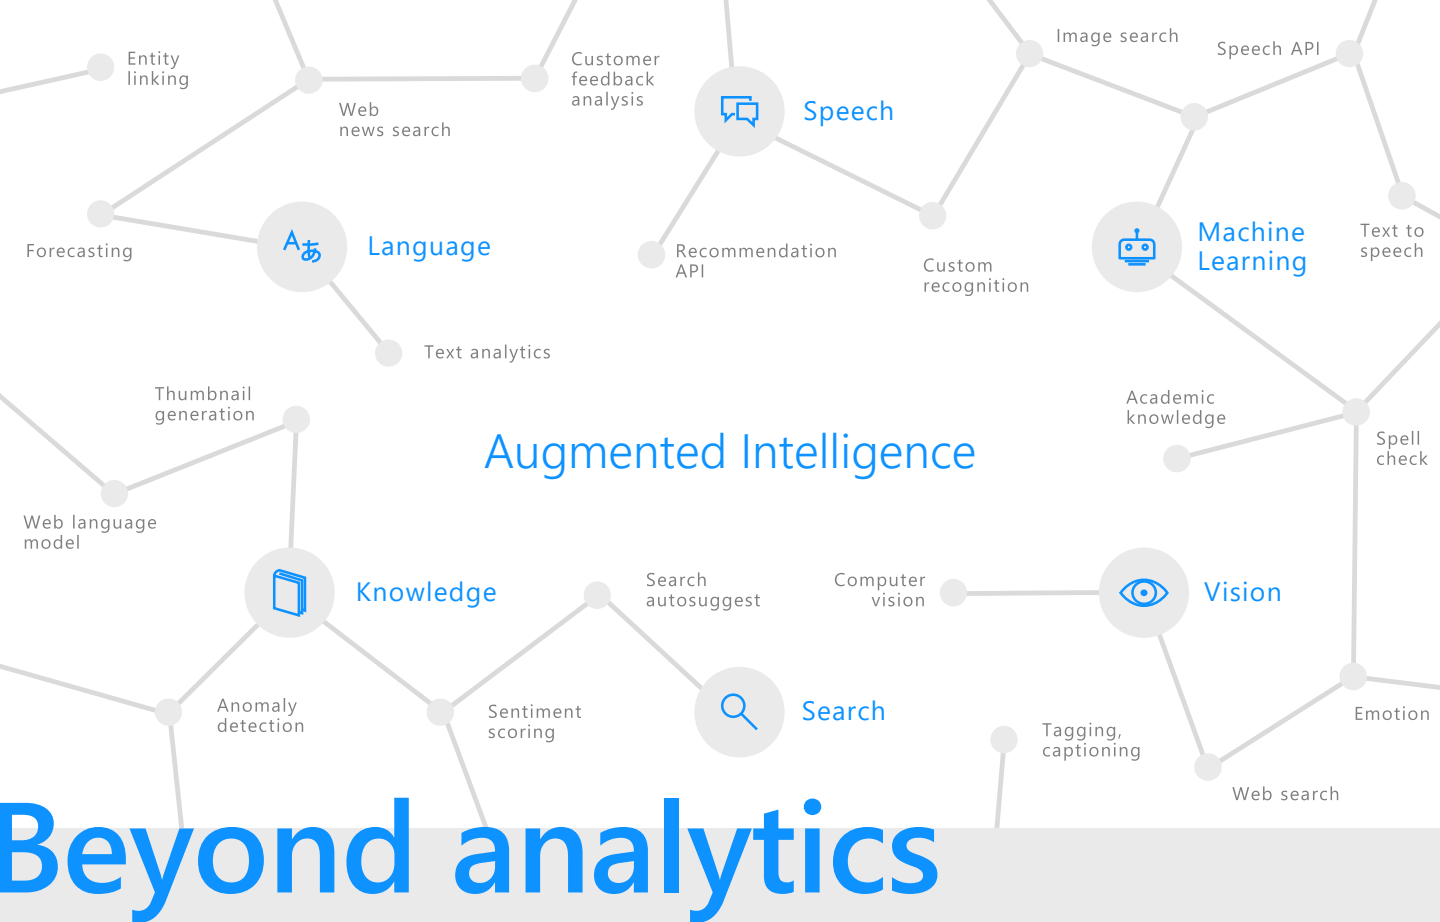 Image search
Speech API
Entity
linking
Customer
feedback
analysis
Web
news search
Speech
Forecasting
Language
Recommendation
API
Custom
recognition
Machine
Learning
Text to
speech
Text analytics
Thumbnail
generation
Academic
knowledge
Augmented Intelligence
Spell
check
Web language
model
Knowledge
Search
autosuggest
Computer
vision
Vision
Anomaly
detection
Sentiment
scoring
Search
Tagging,
captioning
Emotion
Web search
Beyond analytics